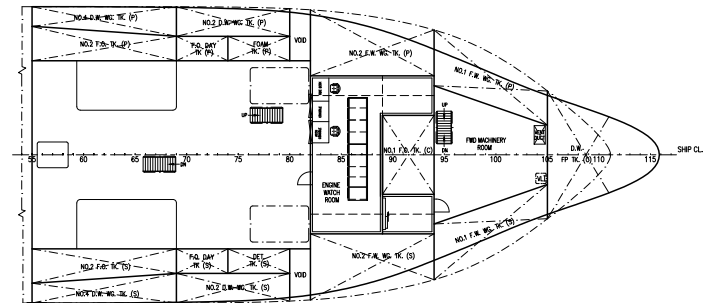 NO.4 D.W. WG. TK. (P)
NO.2 D.W. WG. TK. (P)
VOID
NO.2 F.O. TK. (P)
F.O. DAY
TK (P)
FOAM
TK. (P)
NO.2 F.W. WG. TK. (P)
NO.1 F.W. WG. TK. (P)
UP
UP
FWD MACHINERY
ROOM
DN
D.W.
FP TK. (C)
SHIP CL.
55
60
65
70
75
80
85
90
95
100
105
110
115
DN
NO.1 F.O. TK. (C)
ENGINE
WATCH
ROOM
NO.2 F.O. TK. (S)
F.O. DAY
TK (S)
DET.
TK. (S)
VOID
NO.4 D.W. WG. TK. (S)
NO.2 D.W. WG. TK. (S)
NO.2 F.W. WG. TK. (S)
NO.1 F.W. WG. TK. (S)